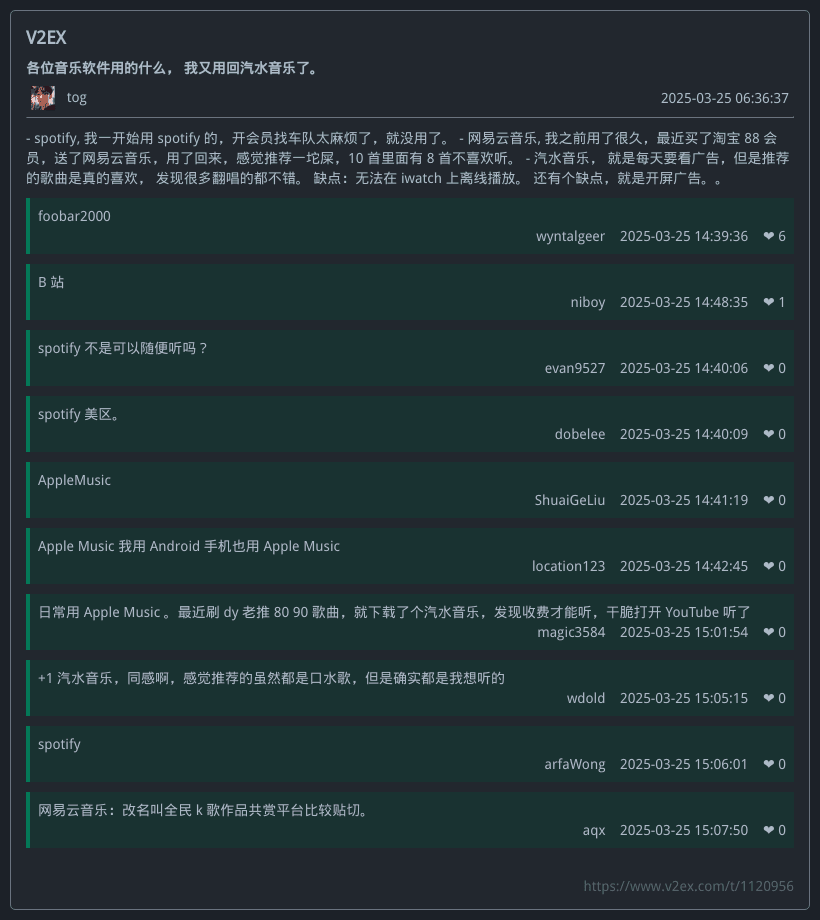 V2EX
各位音乐软件用的什么， 我又用回汽水音乐了。
tog 2025-03-25 06:36:37
- spotify, 我一开始用 spotify 的，开会员找车队太麻烦了，就没用了。 - 网易云音乐, 我之前用了很久，最近买了淘宝 88 会
员，送了网易云音乐，用了回来，感觉推荐一坨屎，10 首里面有 8 首不喜欢听。 - 汽水音乐， 就是每天要看广告，但是推荐
的歌曲是真的喜欢， 发现很多翻唱的都不错。 缺点：无法在 iwatch 上离线播放。 还有个缺点，就是开屏广告。。
foobar2000
wyntalgeer 2025-03-25 14:39:36 ❤ 6
B 站
niboy 2025-03-25 14:48:35 ❤ 1
spotify 不是可以随便听吗？
evan9527 2025-03-25 14:40:06 ❤ 0
spotify 美区。
dobelee 2025-03-25 14:40:09 ❤ 0
AppleMusic
ShuaiGeLiu 2025-03-25 14:41:19 ❤ 0
Apple Music 我用 Android 手机也用 Apple Music
location123 2025-03-25 14:42:45 ❤ 0
日常用 Apple Music 。最近刷 dy 老推 80 90 歌曲，就下载了个汽水音乐，发现收费才能听，干脆打开 YouTube 听了
magic3584 2025-03-25 15:01:54 ❤ 0
+1 汽水音乐，同感啊，感觉推荐的虽然都是口水歌，但是确实都是我想听的
wdold 2025-03-25 15:05:15 ❤ 0
spotify
arfaWong 2025-03-25 15:06:01 ❤ 0
网易云音乐：改名叫全民 k 歌作品共赏平台比较贴切。
aqx 2025-03-25 15:07:50 ❤ 0
https://www.v2ex.com/t/1120956